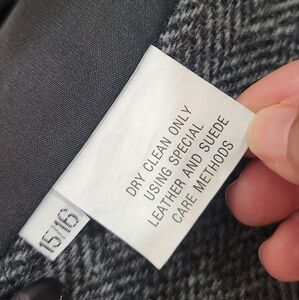 DRY CLEAN ONLY
USING SPECIAL
LEATHER AND SUEDE
CARE METHODS
15/16